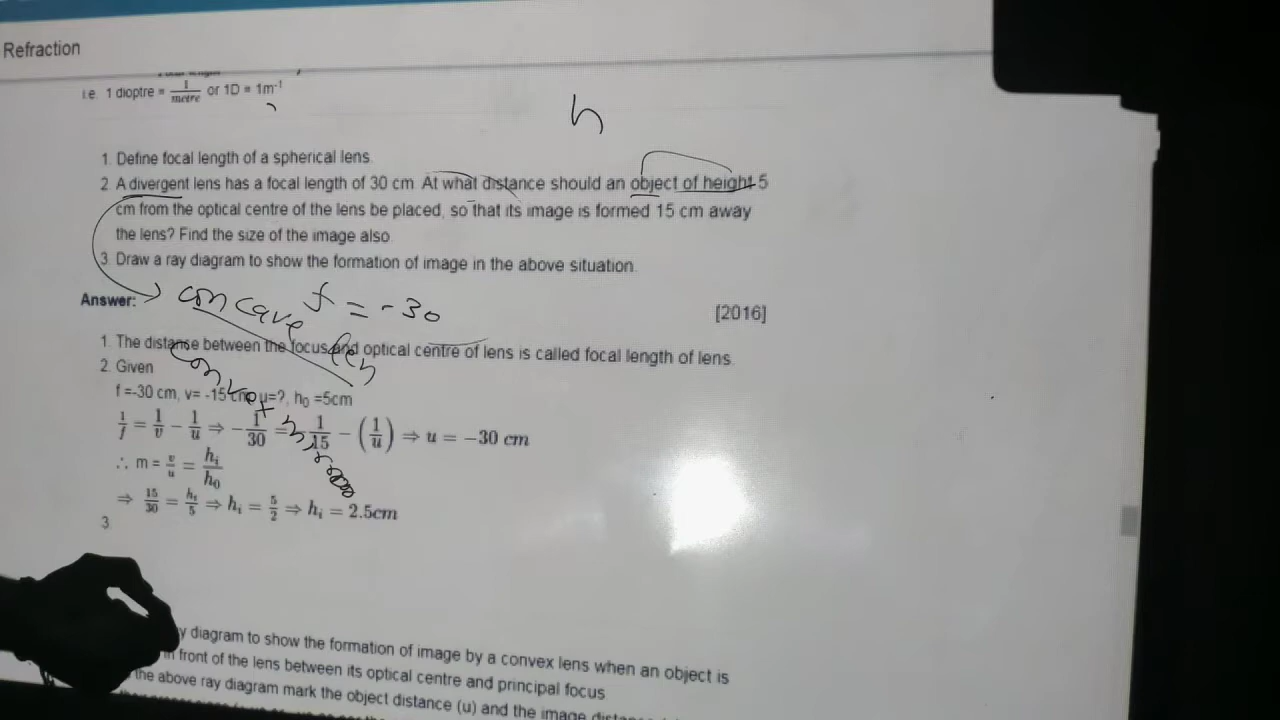 Refraction
i.e. 1 dioptre = 1/metre or 1D = 1m⁻¹
h
1. Define focal length of a spherical lens.
2. A divergent lens has a focal length of 30 cm. At what distance should an object of height 5
cm from the optical centre of the lens be placed, so that its image is formed 15 cm away
the lens? Find the size of the image also.
3. Draw a ray diagram to show the formation of image in the above situation.
Answer:
concave f = -30
[2016]
1. The distance between the focus and optical centre of lens is called focal length of lens.
2. Given
convex
f =-30 cm, v= -15 cm u=?, h₀ =5cm
1/f = 1/v − 1/u ⇒ −1/30 = 1/15 − (1/u) ⇒ u = −30 cm
∴ m = v/u = hᵢ/h₀
⇒ 15/30 = hᵢ/5 ⇒ hᵢ = 5/2 ⇒ hᵢ = 2.5cm
3
y diagram to show the formation of image by a convex lens when an object is
in front of the lens between its optical centre and principal focus
the above ray diagram mark the object distance (u) and the image